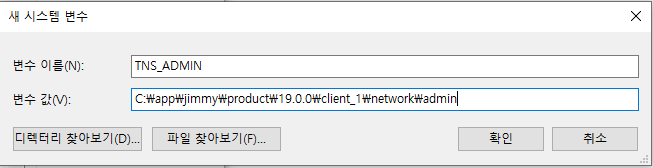 새 시스템 변수
변수 이름(N):
TNS_ADMIN
변수 값(V):
C:₩app₩jimmy₩product₩19.0.0₩client_1₩network₩admin
디렉터리 찾아보기(D)...
파일 찾아보기(F)...
확인
취소